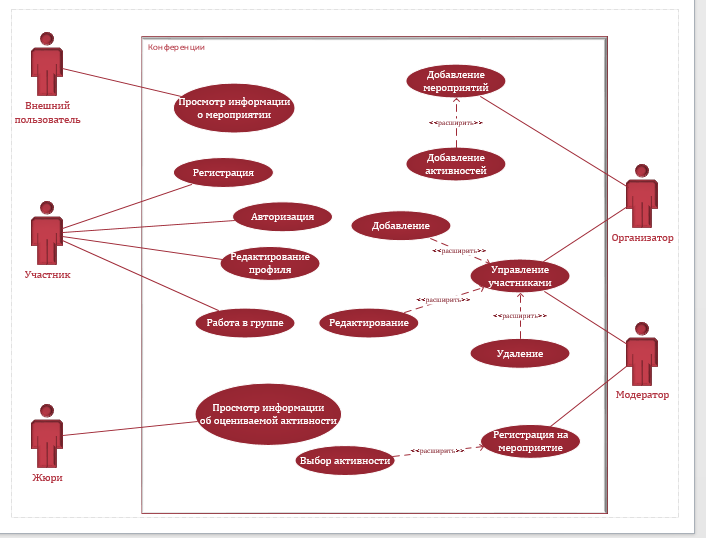 Конференции
Внешний
пользователь
Просмотр информации
о мероприятии
Добавление
мероприятий
<<расширить>>
Добавление
активностей
Регистрация
Организатор
Участник
Авторизация
Добавление
<<расширить>>
Редактирование
профиля
Управление
участниками
<<расширить>>
<<расширить>>
Работа в группе
Редактирование
Удаление
Модератор
Просмотр информации
об оцениваемой активности
Регистрация на
мероприятие
<<расширить>>
Выбор активности
Жюри